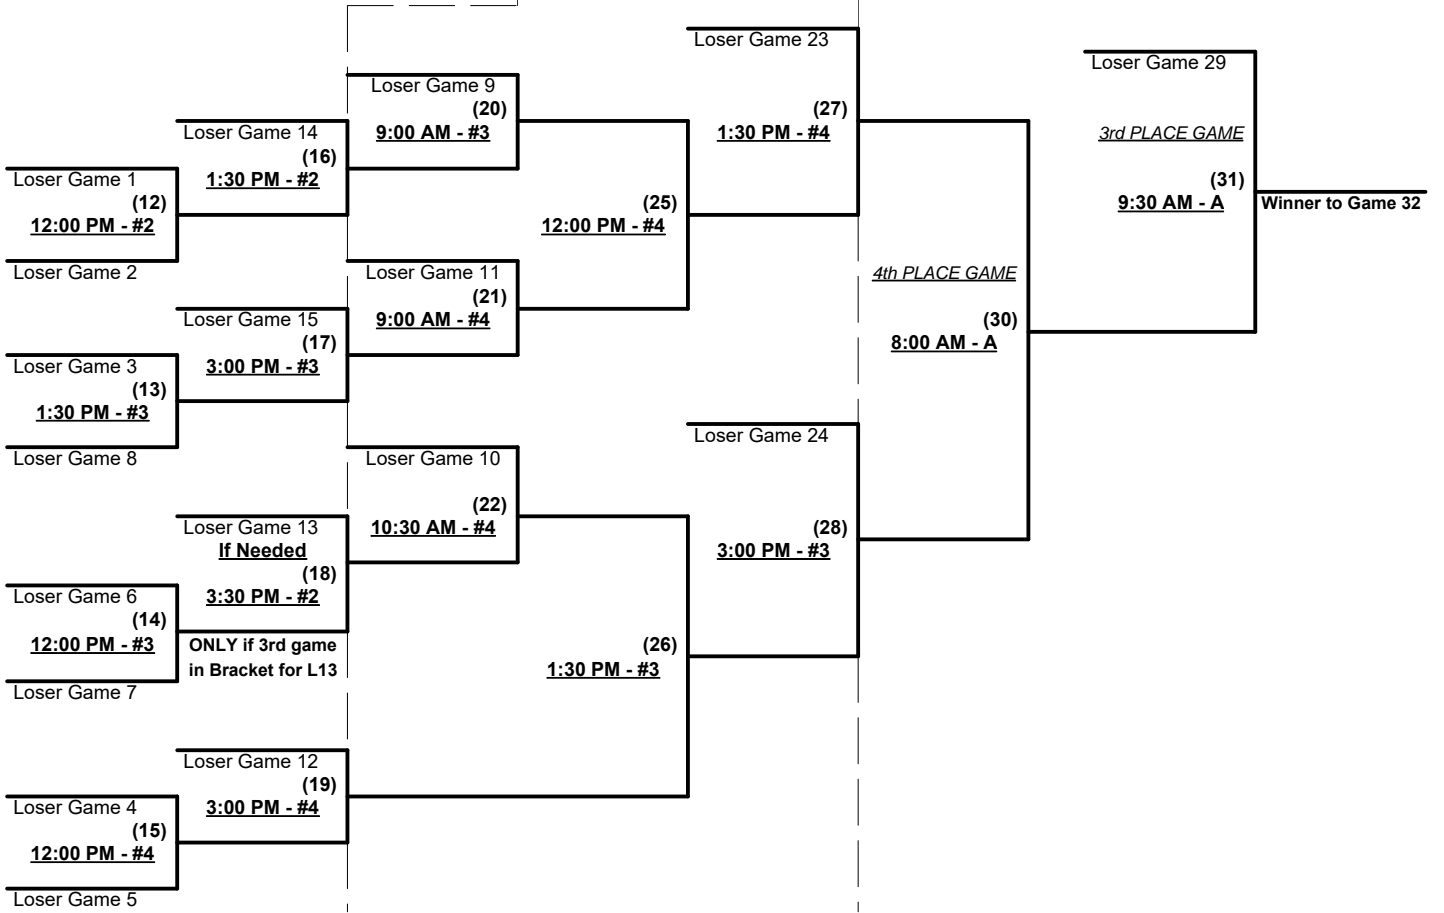 Loser Game 23
Loser Game 29
Loser Game 9
(20)
9:00 AM - #3
(27)
1:30 PM - #4
Loser Game 14
(16)
1:30 PM - #2
3rd PLACE GAME
Loser Game 1
(12)
12:00 PM - #2
(31)
9:30 AM - A
Winner to Game 32
(25)
12:00 PM - #4
Loser Game 2
Loser Game 11
(21)
9:00 AM - #4
4th PLACE GAME
Loser Game 15
(17)
3:00 PM - #3
(30)
8:00 AM - A
Loser Game 3
(13)
1:30 PM - #3
Loser Game 8
Loser Game 10
Loser Game 24
(22)
10:30 AM - #4
Loser Game 13
If Needed
(18)
3:30 PM - #2
(28)
3:00 PM - #3
Loser Game 6
(14)
12:00 PM - #3
ONLY if 3rd game
in Bracket for L13
(26)
1:30 PM - #3
Loser Game 7
Loser Game 12
(19)
3:00 PM - #4
Loser Game 4
(15)
12:00 PM - #4
Loser Game 5